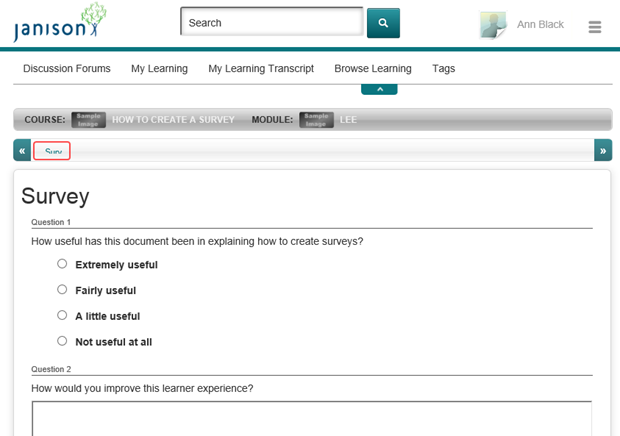 janison
Search
Ann Black
Discussion Forums My Learning My Learning Transcript Browse Learning Tags
COURSE: Sample Image HOW TO CREATE A SURVEY MODULE: Sample Image LEE
« »
Survey
Question 1
How useful has this document been in explaining how to create surveys?
Extremely useful
Fairly useful
A little useful
Not useful at all
Question 2
How would you improve this learner experience?